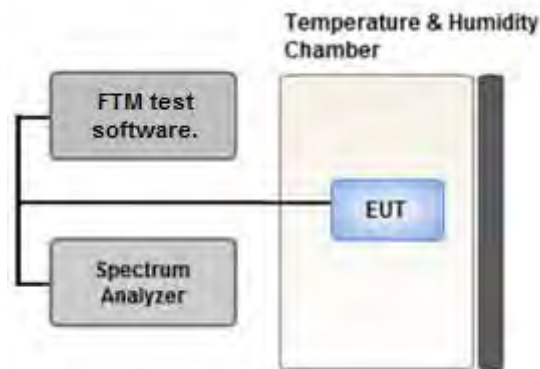 Temperature & Humidity
Chamber
FTM test
software.
EUT
Spectrum
Analyzer